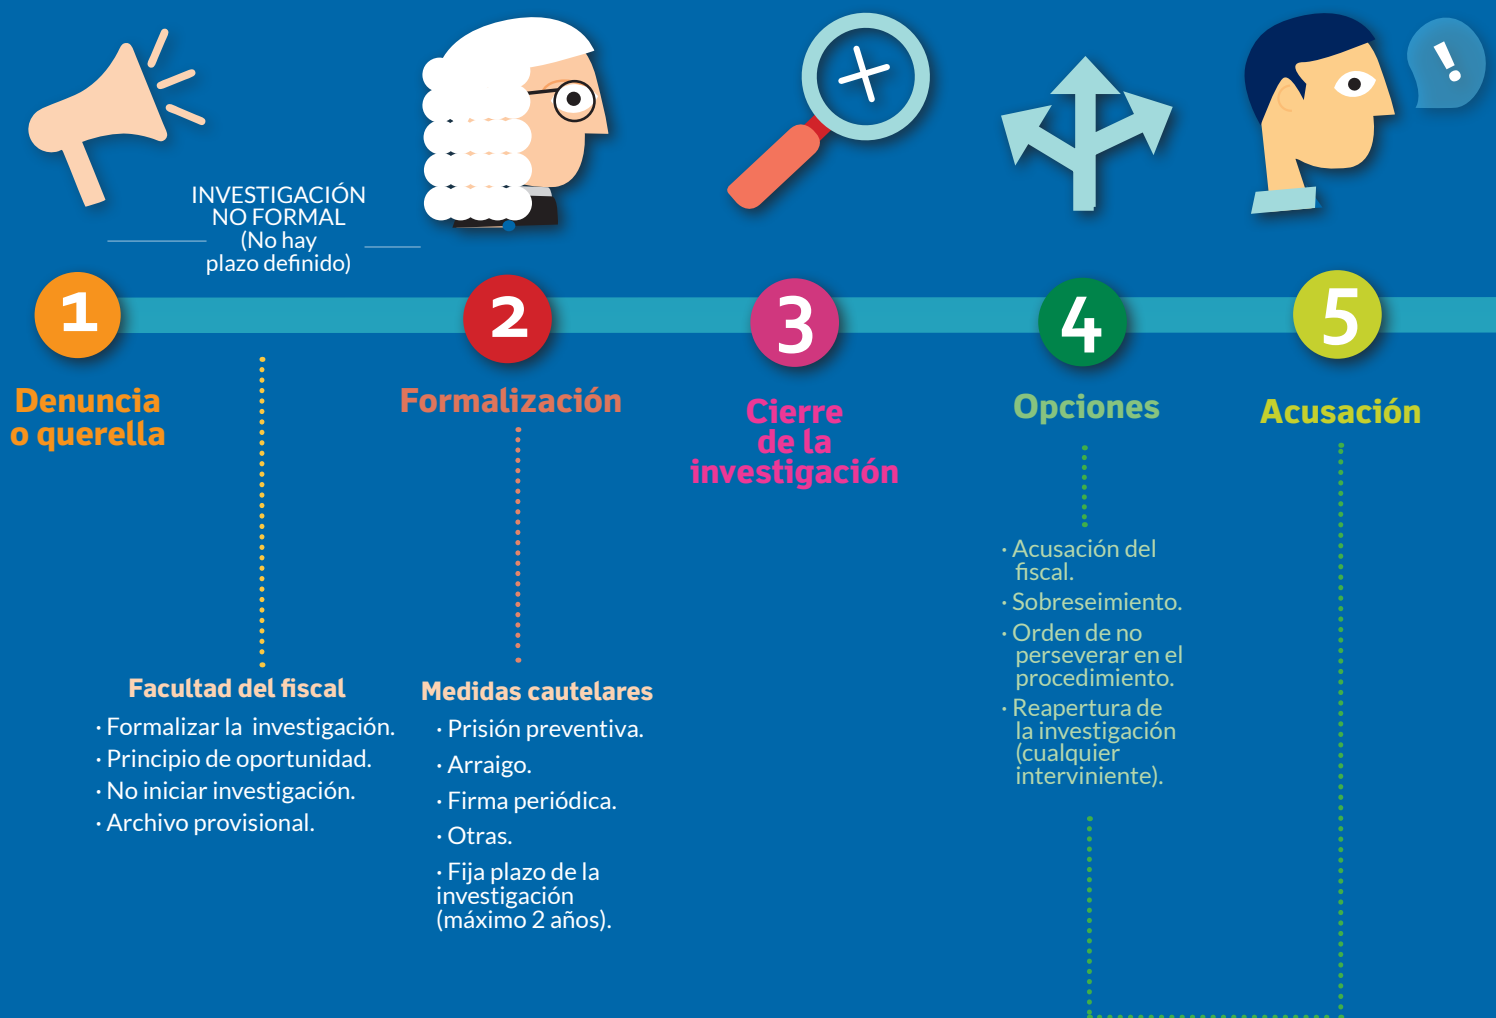 !
INVESTIGACIÓN
NO FORMAL
(No hay
plazo definido)
1
2
3
4
5
Denuncia
o querella
Formalización
Cierre
de la
investigación
Opciones
Acusación
· Acusación del
fiscal.
· Sobreseimiento.
· Orden de no
perseverar en el
procedimiento.
· Reapertura de
la investigación
(cualquier
interviniente).
Facultad del fiscal
· Formalizar la investigación.
· Principio de oportunidad.
· No iniciar investigación.
· Archivo provisional.
Medidas cautelares
· Prisión preventiva.
· Arraigo.
· Firma periódica.
· Otras.
· Fija plazo de la
investigación
(máximo 2 años).